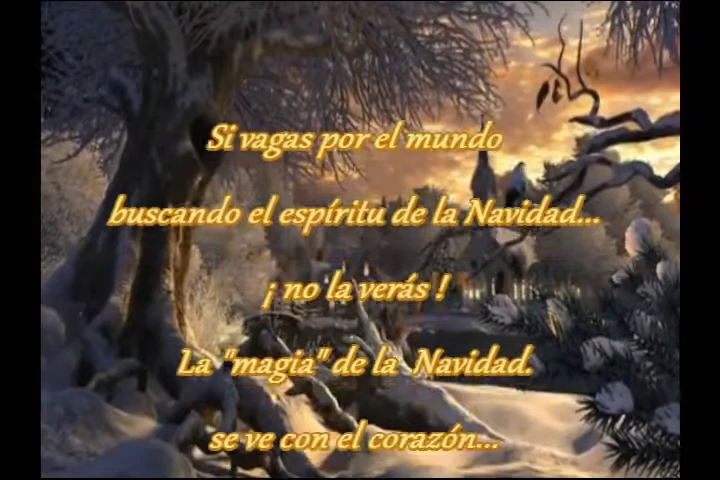 Si vagas por el mundo
buscando el espíritu de la Navidad...
¡ no la verás !
La "magia" de la Navidad.
se ve con el corazón...